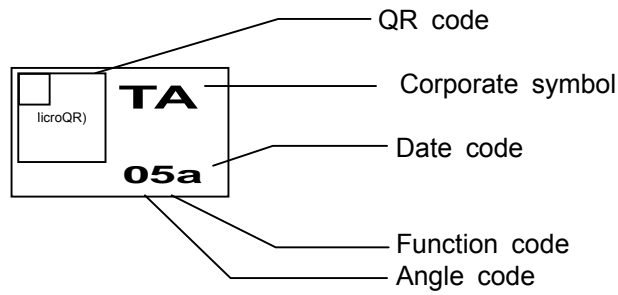 QR code
TA
Corporate symbol
licroQR)
Date code
05a
Function code
Angle code